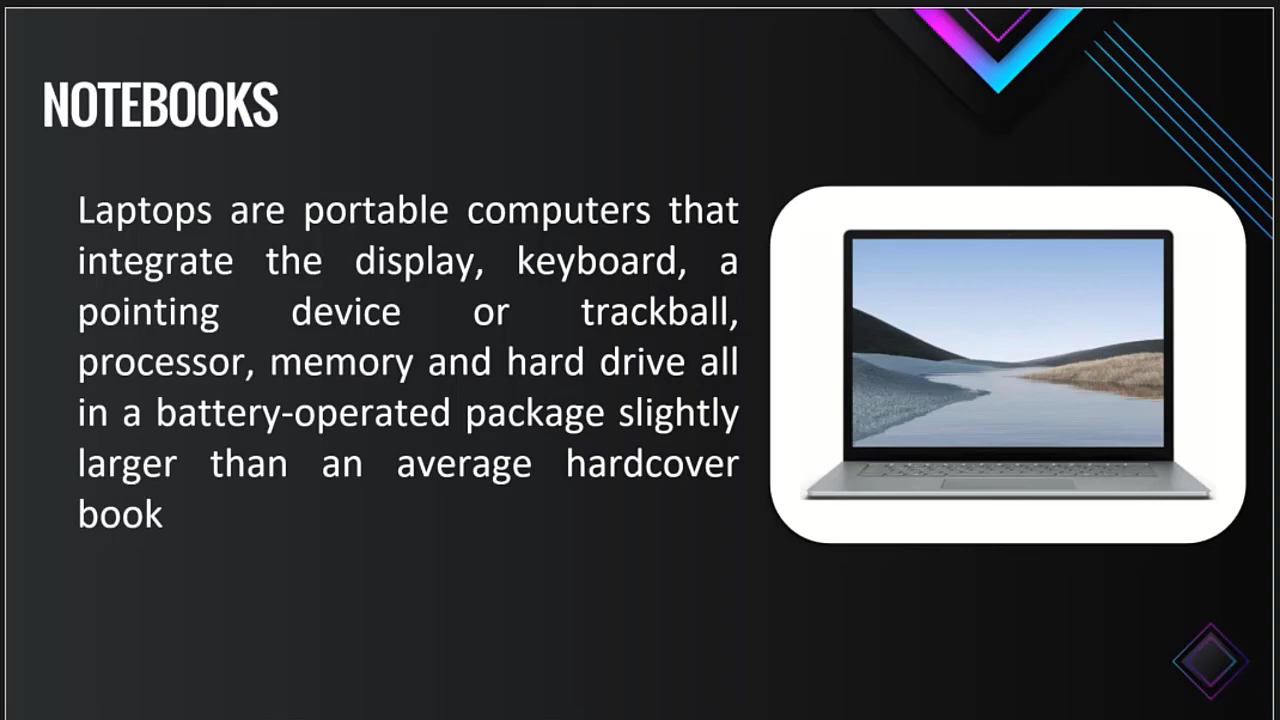 NOTEBOOKS
Laptops are portable computers that
integrate the display, keyboard, a
pointing device or trackball,
processor, memory and hard drive all
in a battery-operated package slightly
larger than an average hardcover
book